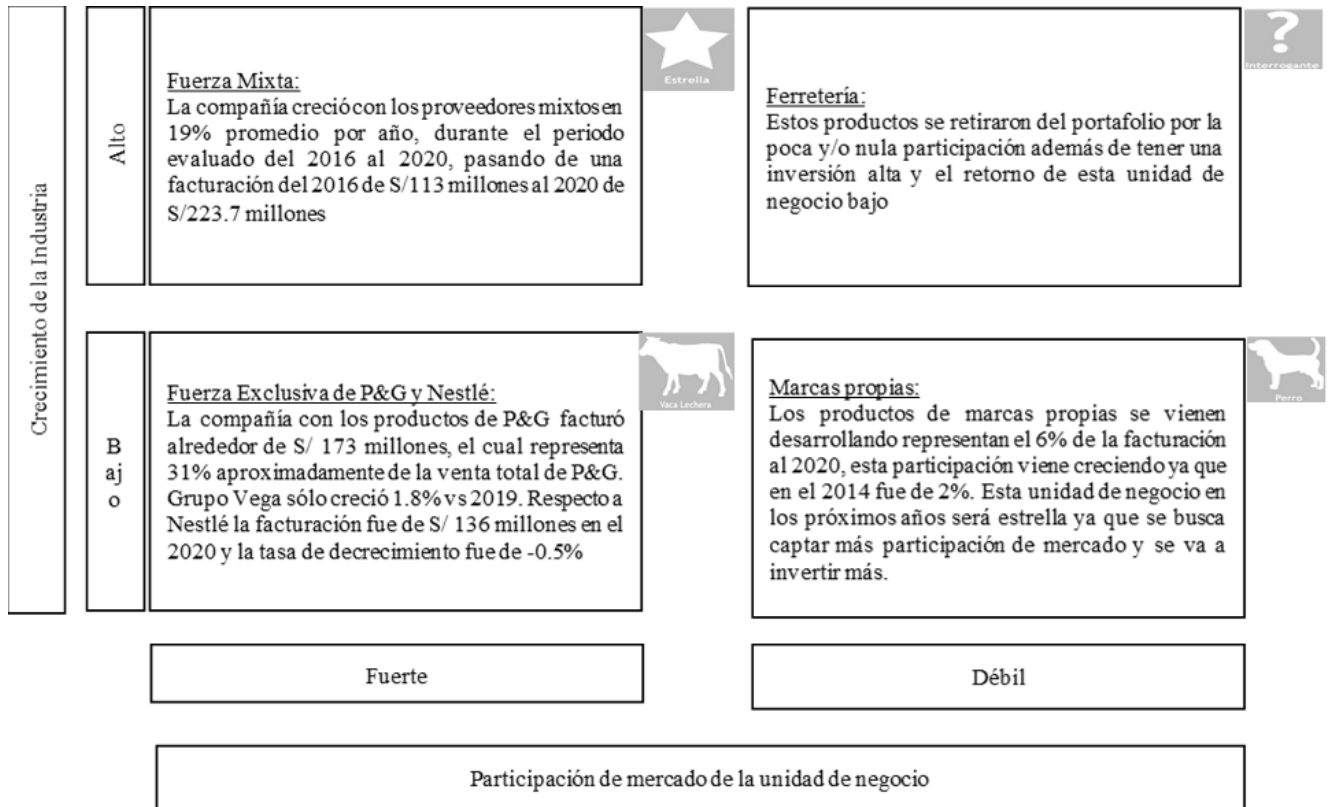 Crecimiento de la Industria
Alto
Fuerza Mixta:
La compañía creció con los proveedores mixtos en
19% promedio por año, durante el periodo
evaluado del 2016 al 2020, pasando de una
facturación del 2016 de S/113 millones al 2020 de
S/223.7 millones
Estrella
Ferretería:
Estos productos se retiraron del portafolio por la
poca y/o nula participación además de tener una
inversión alta y el retorno de esta unidad de
negocio bajo
?
Interrogante
B
aj
o
Fuerza Exclusiva de P&G y Nestlé:
La compañía con los productos de P&G facturó
alrededor de S/ 173 millones, el cual representa
31% aproximadamente de la venta total de P&G.
Grupo Vega sólo creció 1.8% vs 2019. Respecto a
Nestlé la facturación fue de S/ 136 millones en el
2020 y la tasa de decrecimiento fue de -0.5%
Vaca Lechera
Marcas propias:
Los productos de marcas propias se vienen
desarrollando representan el 6% de la facturación
al 2020, esta participación viene creciendo ya que
en el 2014 fue de 2%. Esta unidad de negocio en
los próximos años será estrella ya que se busca
captar más participación de mercado y se va a
invertir más.
Perro
Fuerte
Débil
Participación de mercado de la unidad de negocio